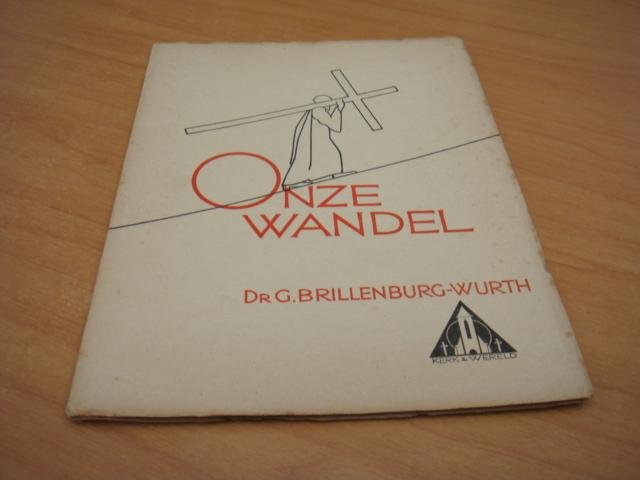 ONZE
WANDEL
DR G. BRILLENBURG-WURTH
KERK & WERELD